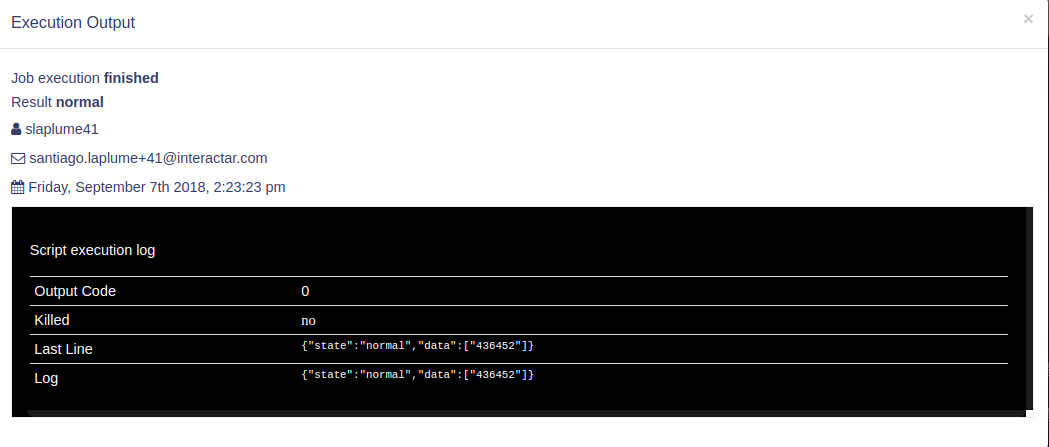 Execution Output ×
Job execution finished
Result normal
slaplume41
santiago.laplume+41@interactar.com
Friday, September 7th 2018, 2:23:23 pm
Script execution log
Output Code 0
Killed no
Last Line {"state":"normal","data":["436452"]}
Log {"state":"normal","data":["436452"]}